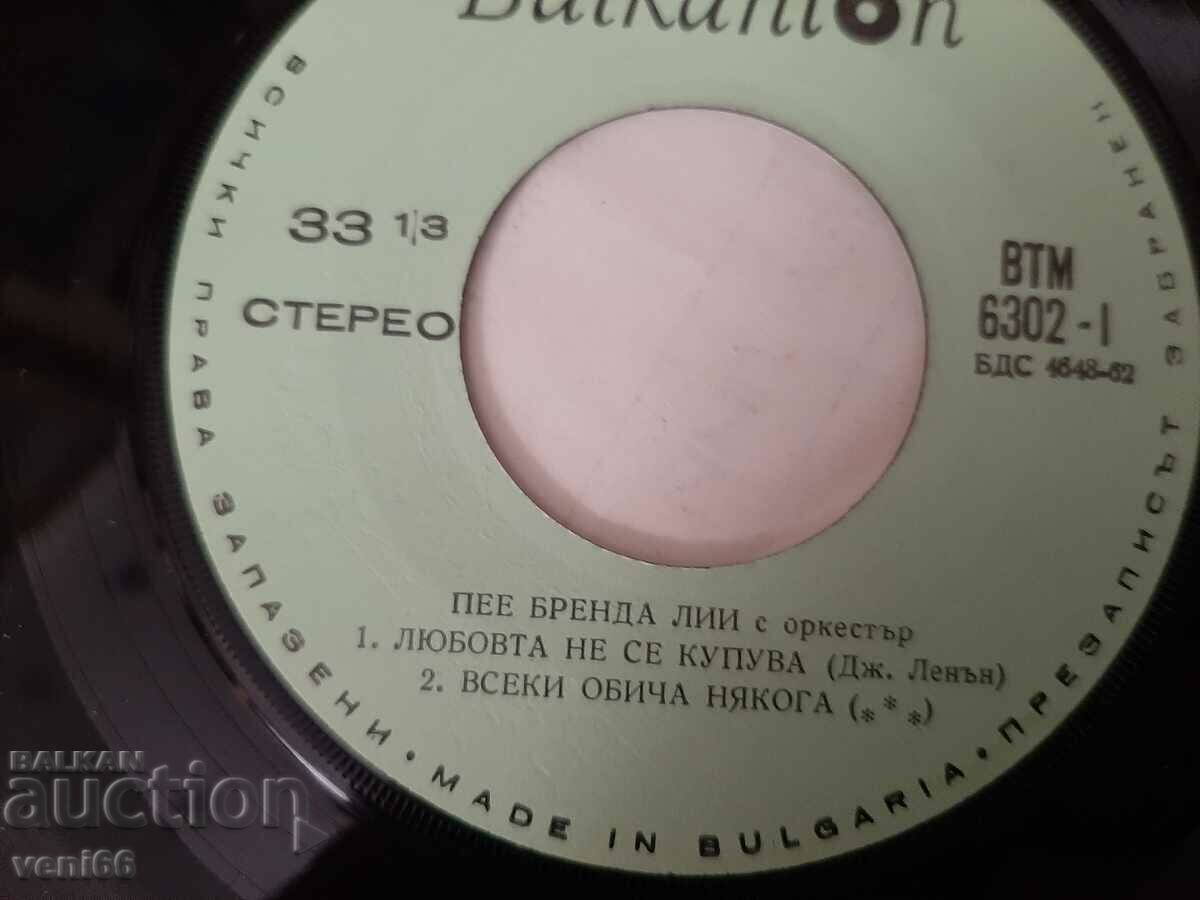 Balkanton
33 1/3
СТЕРЕО
ВТМ
6302-I
БДС 4648-62
ПЕЕ БРЕНДА ЛИИ с оркестър
1. ЛЮБОВТА НЕ СЕ КУПУВА (Дж. Ленън)
2. ВСЕКИ ОБИЧА НЯКОГА (***)
ВСИЧКИ ПРАВА ЗАПАЗЕНИ · MADE IN BULGARIA · ПРЕЗАПИСЪТ ЗАБРАНЕН
BALKAN
auction
veni66